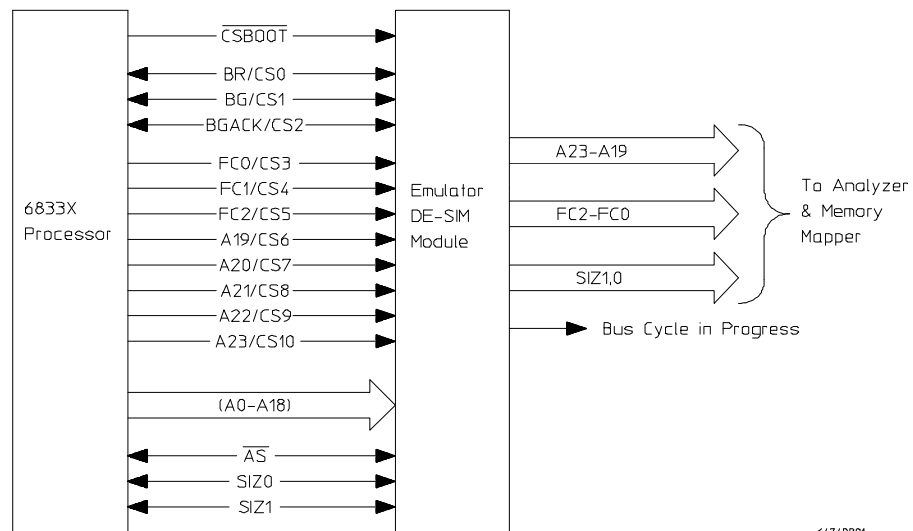 CSBOOT
BR/CS0
BG/CS1
BGACK/CS2
FC0/CS3
FC1/CS4
FC2/CS5
A19/CS6
A20/CS7
A21/CS8
A22/CS9
A23/CS10
(A0-A18)
AS
SIZ0
SIZ1
6833X
Processor
Emulator
DE-SIM
Module
A23-A19
FC2-FC0
SIZ1,0
Bus Cycle in Progress
To Analyzer
& Memory
Mapper